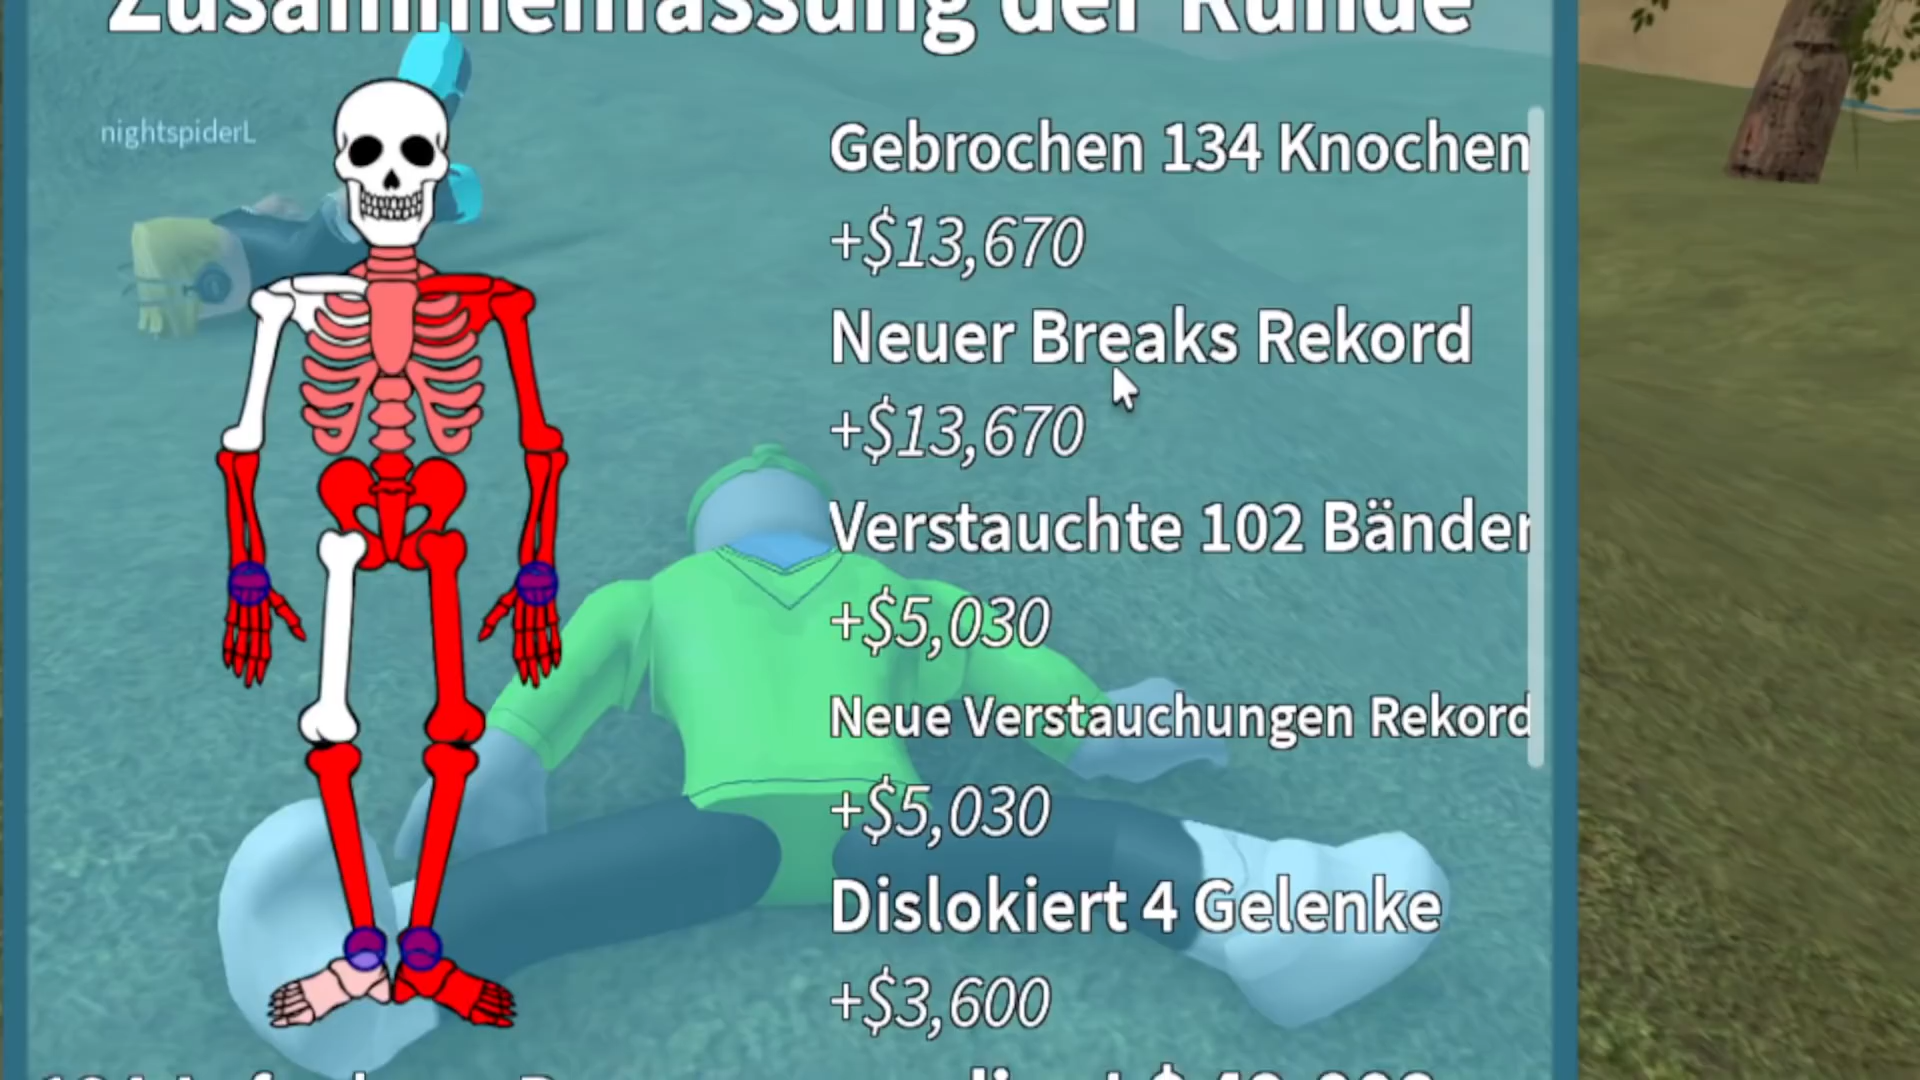 Zusammenfassung der Runde
nightspiderL
Gebrochen 134 Knochen
+$13,670
Neuer Breaks Rekord
+$13,670
Verstauchte 102 Bänder
+$5,030
Neue Verstauchungen Rekord
+$5,030
Dislokiert 4 Gelenke
+$3,600